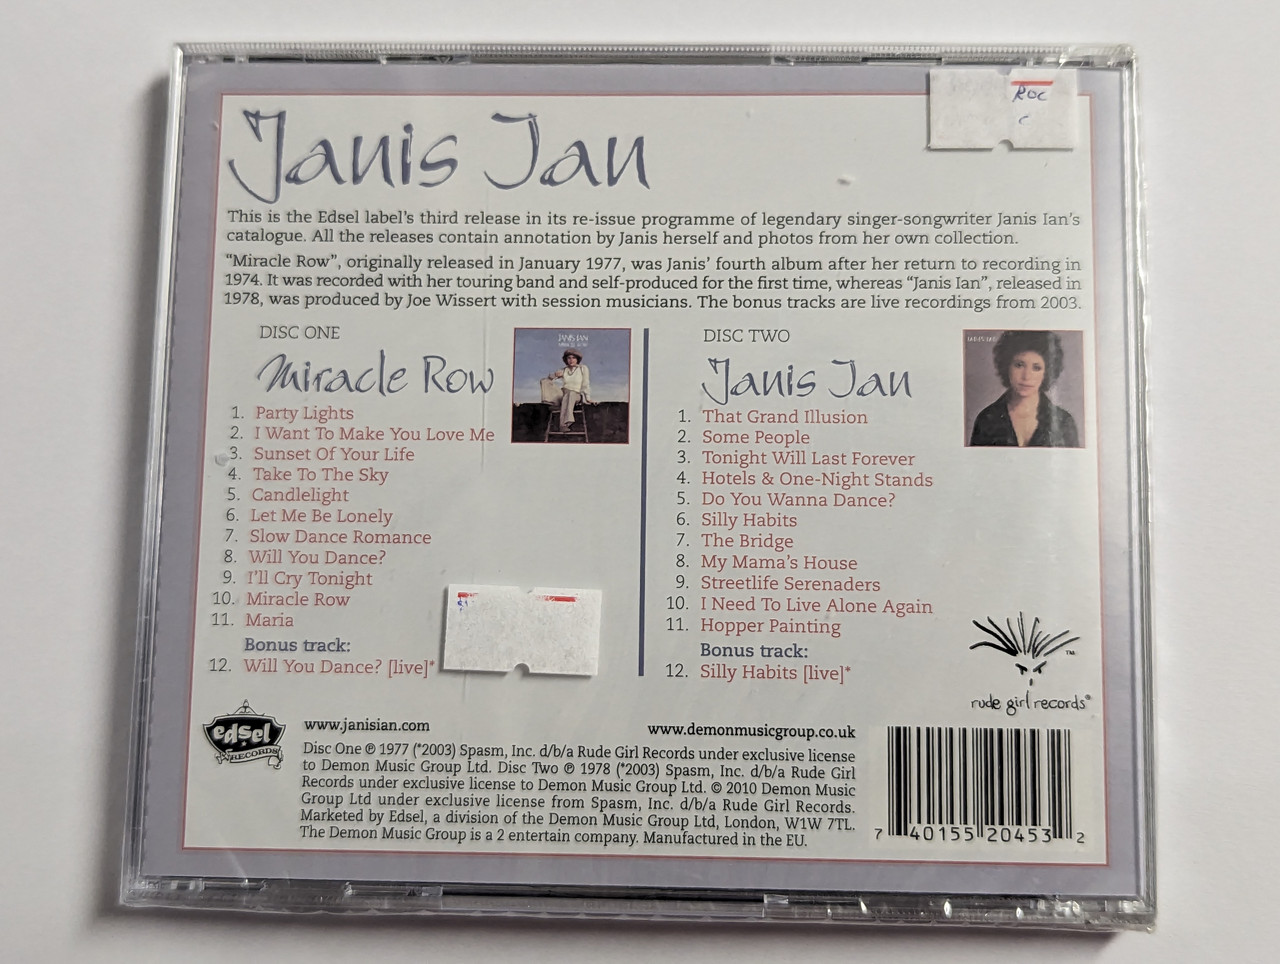 Janis Ian
ROC
c
This is the Edsel label's third release in its re-issue programme of legendary singer-songwriter Janis Ian's
catalogue. All the releases contain annotation by Janis herself and photos from her own collection.
"Miracle Row", originally released in January 1977, was Janis' fourth album after her return to recording in
1974. It was recorded with her touring band and self-produced for the first time, whereas "Janis Ian", released in
1978, was produced by Joe Wissert with session musicians. The bonus tracks are live recordings from 2003.
DISC ONE
Miracle Row
JANIS IAN
MIRACLE ROW
1. Party Lights
2. I Want To Make You Love Me
3. Sunset Of Your Life
4. Take To The Sky
5. Candlelight
6. Let Me Be Lonely
7. Slow Dance Romance
8. Will You Dance?
9. I'll Cry Tonight
10. Miracle Row
11. Maria
Bonus track:
12. Will You Dance? [live]*
DISC TWO
Janis Ian
JANIS IAN
1. That Grand Illusion
2. Some People
3. Tonight Will Last Forever
4. Hotels & One-Night Stands
5. Do You Wanna Dance?
6. Silly Habits
7. The Bridge
8. My Mama's House
9. Streetlife Serenaders
10. I Need To Live Alone Again
11. Hopper Painting
Bonus track:
12. Silly Habits [live]*
TM
rude girl records®
edsel
RECORDS
www.janisian.com
www.demonmusicgroup.co.uk
Disc One ℗ 1977 (*2003) Spasm, Inc. d/b/a Rude Girl Records under exclusive license
to Demon Music Group Ltd. Disc Two ℗ 1978 (*2003) Spasm, Inc. d/b/a Rude Girl
Records under exclusive license to Demon Music Group Ltd. © 2010 Demon Music
Group Ltd under exclusive license from Spasm, Inc. d/b/a Rude Girl Records.
Marketed by Edsel, a division of the Demon Music Group Ltd, London, W1W 7TL.
The Demon Music Group is a 2 entertain company. Manufactured in the EU.
7 40155 20453 2